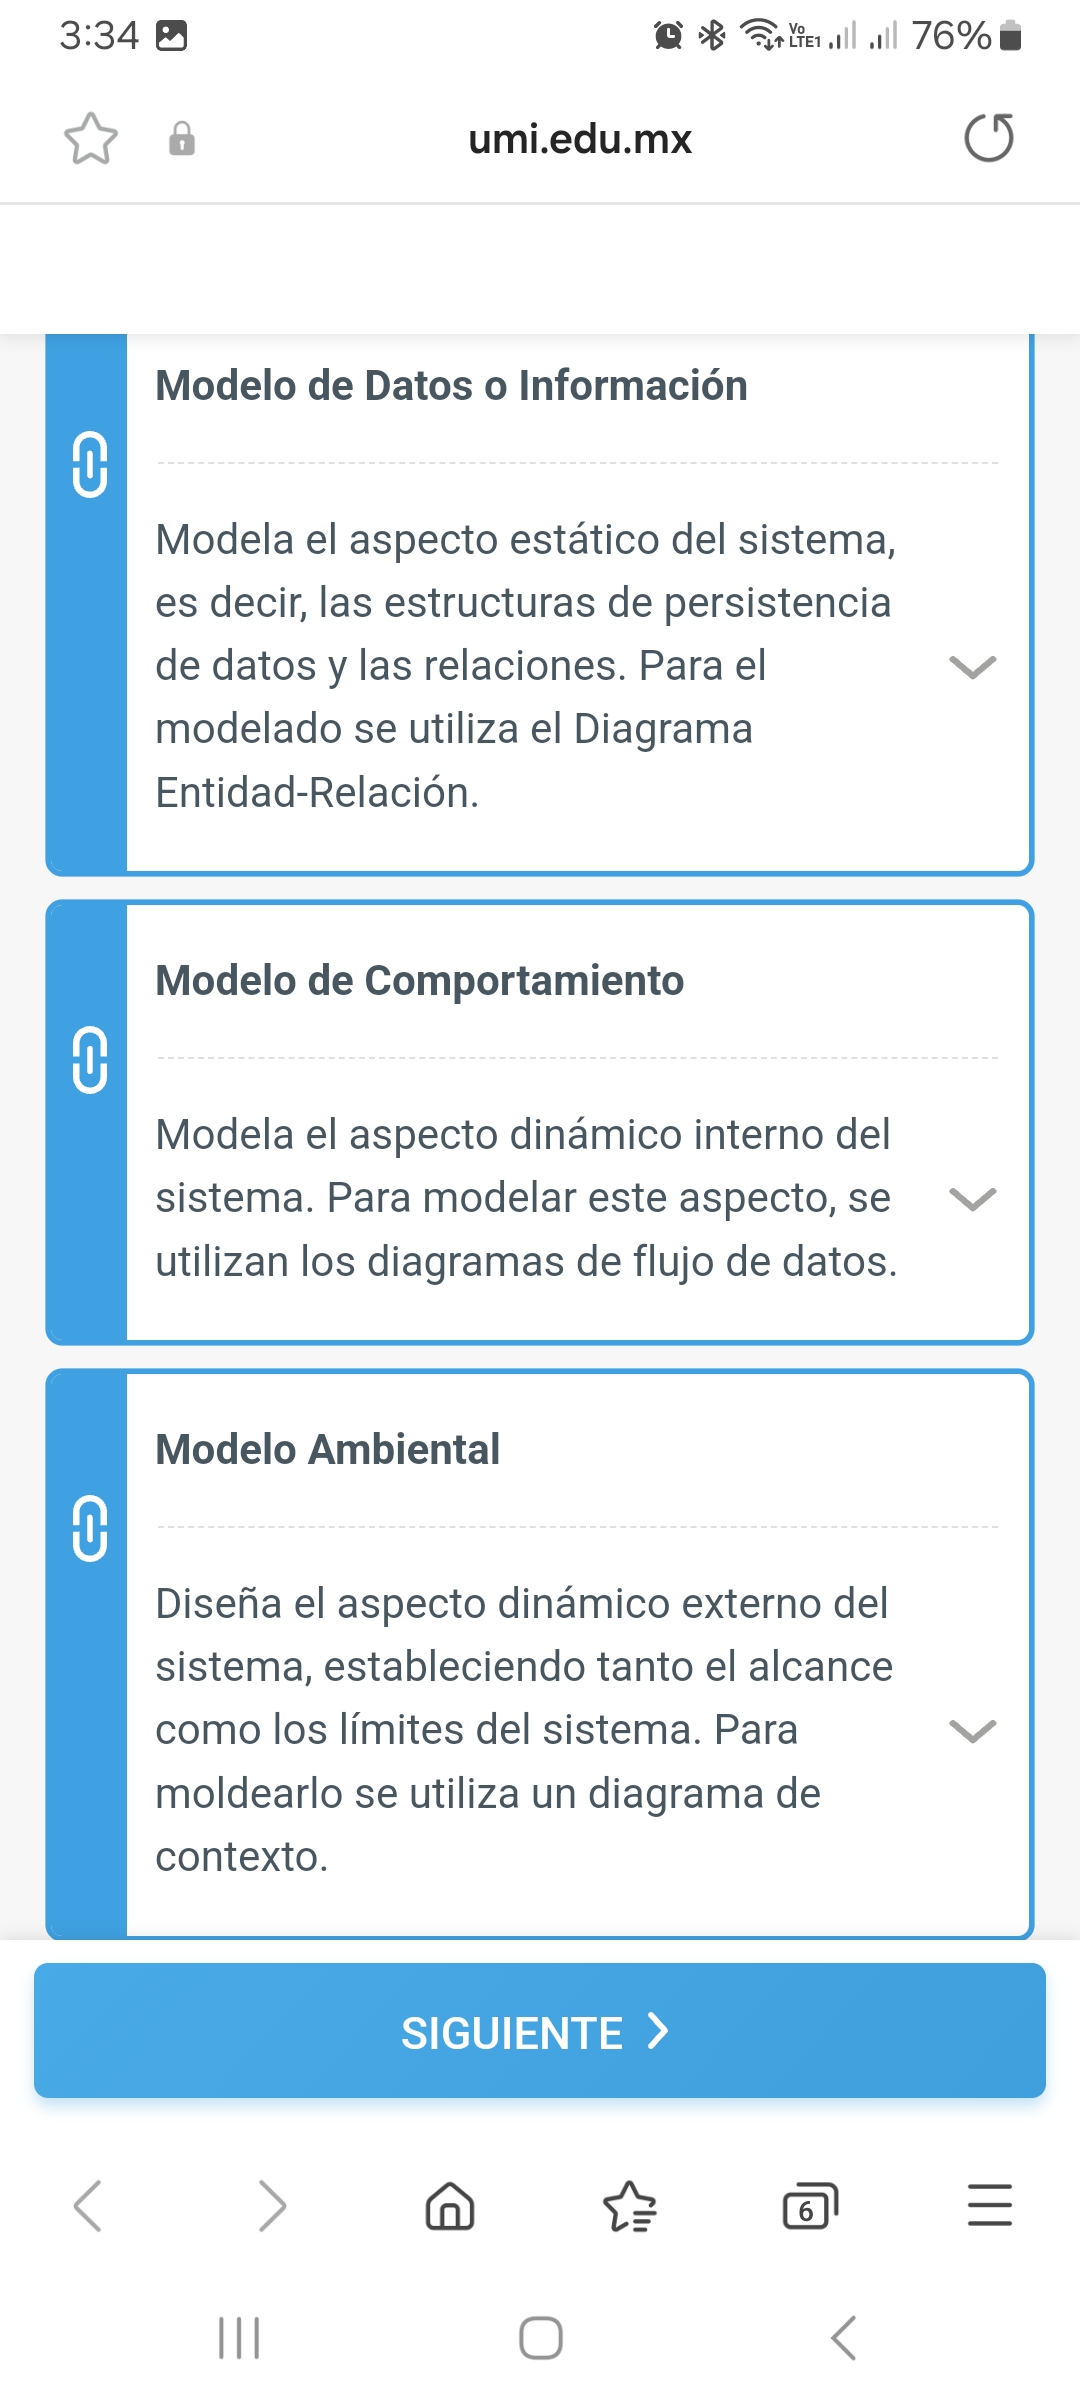 3:34
Vo
LTE1
76%
umi.edu.mx
Modelo de Datos o Información
Modela el aspecto estático del sistema,
es decir, las estructuras de persistencia
de datos y las relaciones. Para el
modelado se utiliza el Diagrama
Entidad-Relación.
Modelo de Comportamiento
Modela el aspecto dinámico interno del
sistema. Para modelar este aspecto, se
utilizan los diagramas de flujo de datos.
Modelo Ambiental
Diseña el aspecto dinámico externo del
sistema, estableciendo tanto el alcance
como los límites del sistema. Para
moldearlo se utiliza un diagrama de
contexto.
SIGUIENTE
6